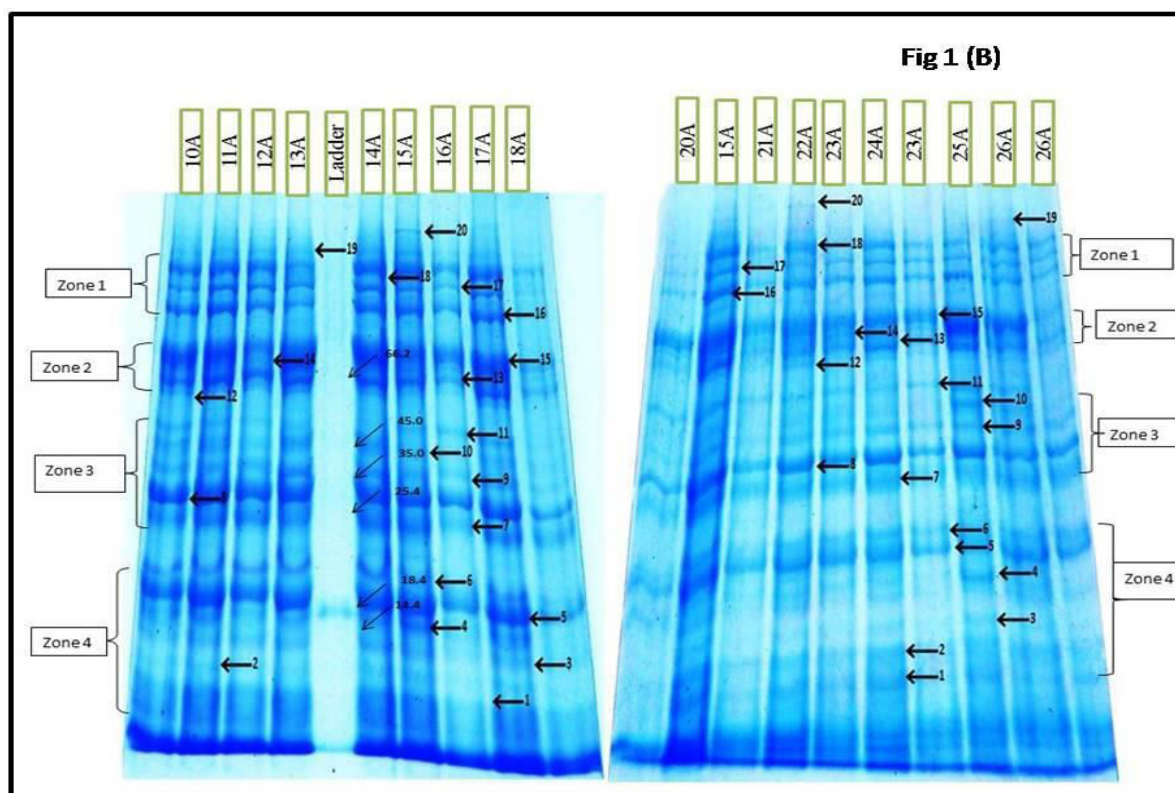 Fig 1 (B)
10A
11A
12A
13A
Ladder
14A
15A
16A
17A
18A
20A
15A
21A
22A
23A
24A
23A
25A
26A
26A
Zone 1
Zone 2
Zone 3
Zone 4
20
19
18
17
16
15
14
66.2
13
12
45.0
11
10
35.0
9
25.4
7
18.4
6
14.4
5
4
3
2
1
20
19
18
17
16
15
14
13
12
11
10
9
8
7
6
5
4
3
2
1
Zone 1
Zone 2
Zone 3
Zone 4